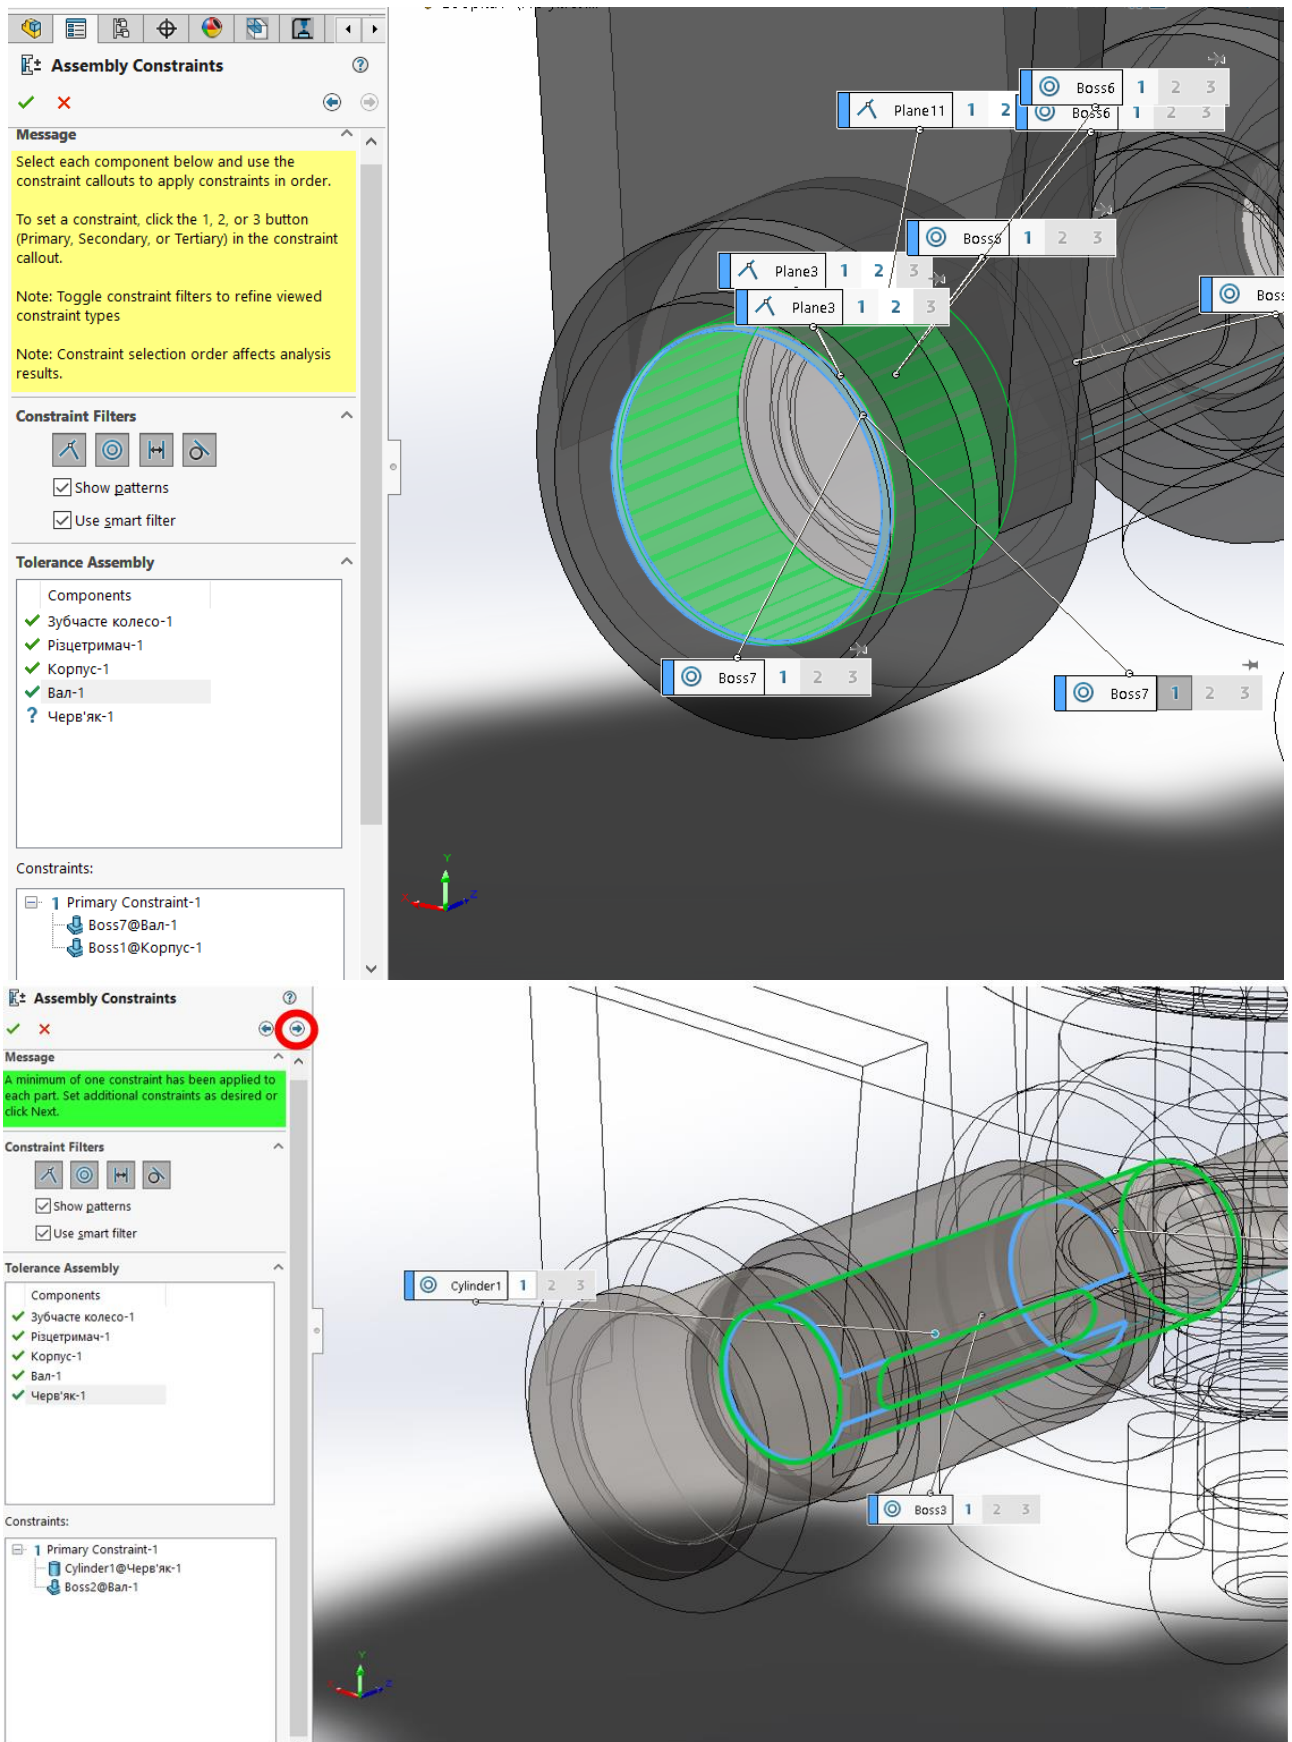 Assembly Constraints
Message
Select each component below and use the
constraint callouts to apply constraints in order.
To set a constraint, click the 1, 2, or 3 button
(Primary, Secondary, or Tertiary) in the constraint
callout.
Note: Toggle constraint filters to refine viewed
constraint types
Note: Constraint selection order affects analysis
results.
Constraint Filters
Show patterns
Use smart filter
Tolerance Assembly
Components
Зубчасте колесо-1
Різцетримач-1
Корпус-1
Вал-1
? Черв'як-1
Constraints:
1 Primary Constraint-1
Boss7@Вал-1
Boss1@Корпус-1
Boss6 1 2 3
Plane11 1 2
Boss6 1 2 3
Boss6 1 2 3
Plane3 1 2 3
Plane3 1 2 3
Boss7 1 2 3
Boss7 1 2 3
Y
X
Z
Assembly Constraints
Message
A minimum of one constraint has been applied to
each part. Set additional constraints as desired or
click Next.
Constraint Filters
Show patterns
Use smart filter
Tolerance Assembly
Components
Зубчасте колесо-1
Різцетримач-1
Корпус-1
Вал-1
Черв'як-1
Constraints:
1 Primary Constraint-1
Cylinder1@Черв'як-1
Boss2@Вал-1
Cylinder1 1 2 3
Boss3 1 2 3
Y
X
Z